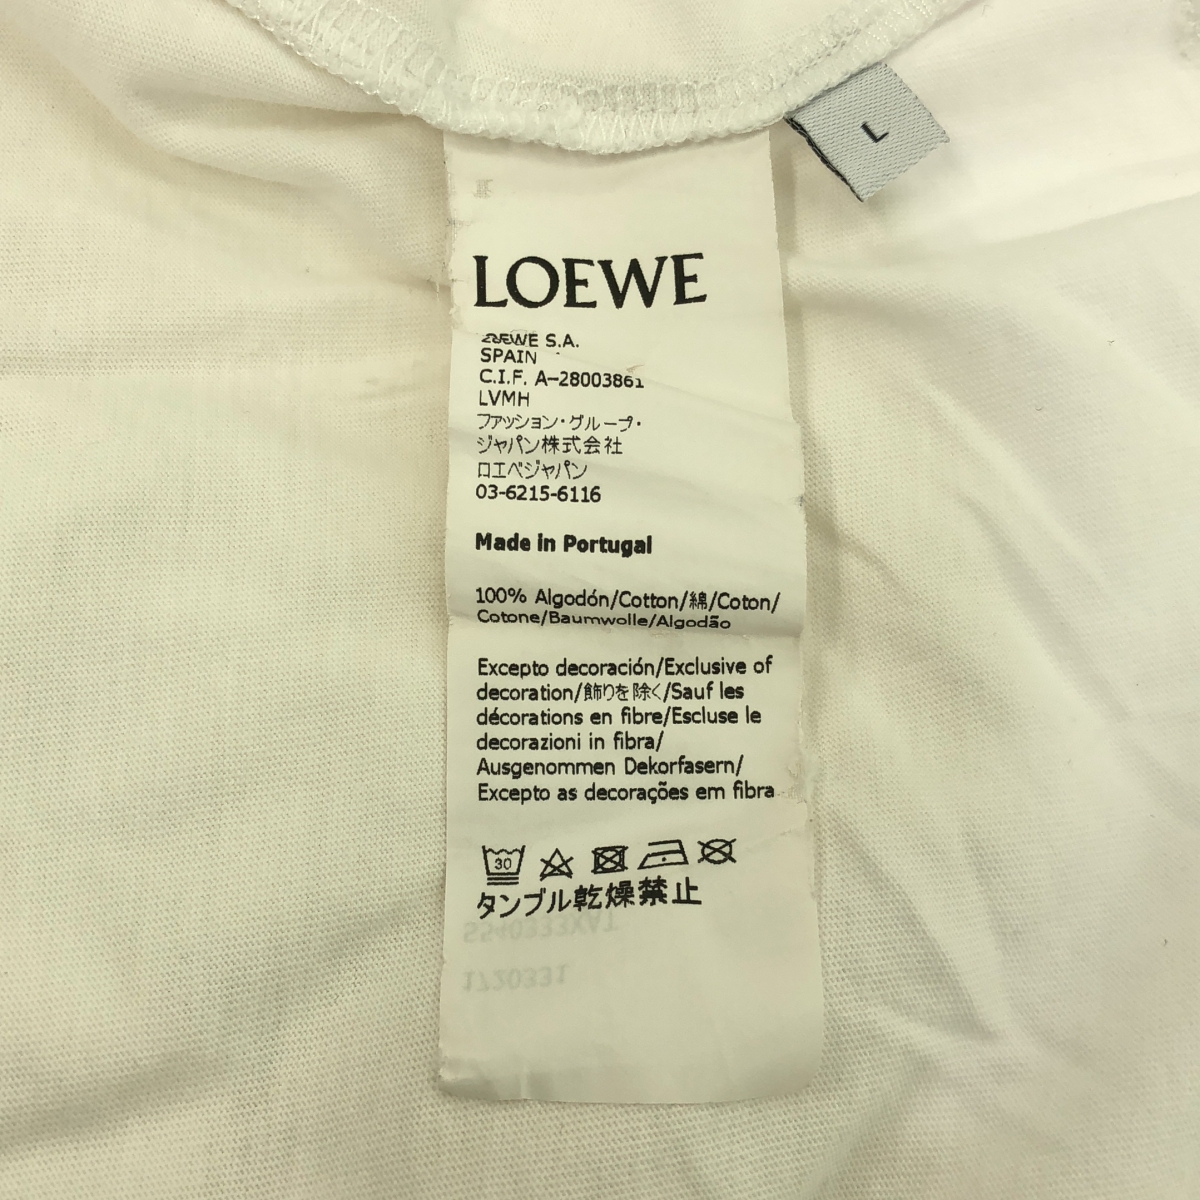 L
LOEWE
LOEWE S.A.
SPAIN
C.I.F. A-28003861
LVMH
ファッション・グループ・
ジャパン株式会社
ロエベジャパン
03-6215-6116
Made in Portugal
100% Algodón/Cotton/綿/Coton/
Cotone/Baumwolle/Algodão
Excepto decoración/Exclusive of
decoration/飾りを除く/Sauf les
décorations en fibre/Escluse le
decorazioni in fibra/
Ausgenommen Dekorfasern/
Excepto as decorações em fibra
30
タンブル乾燥禁止
1720331